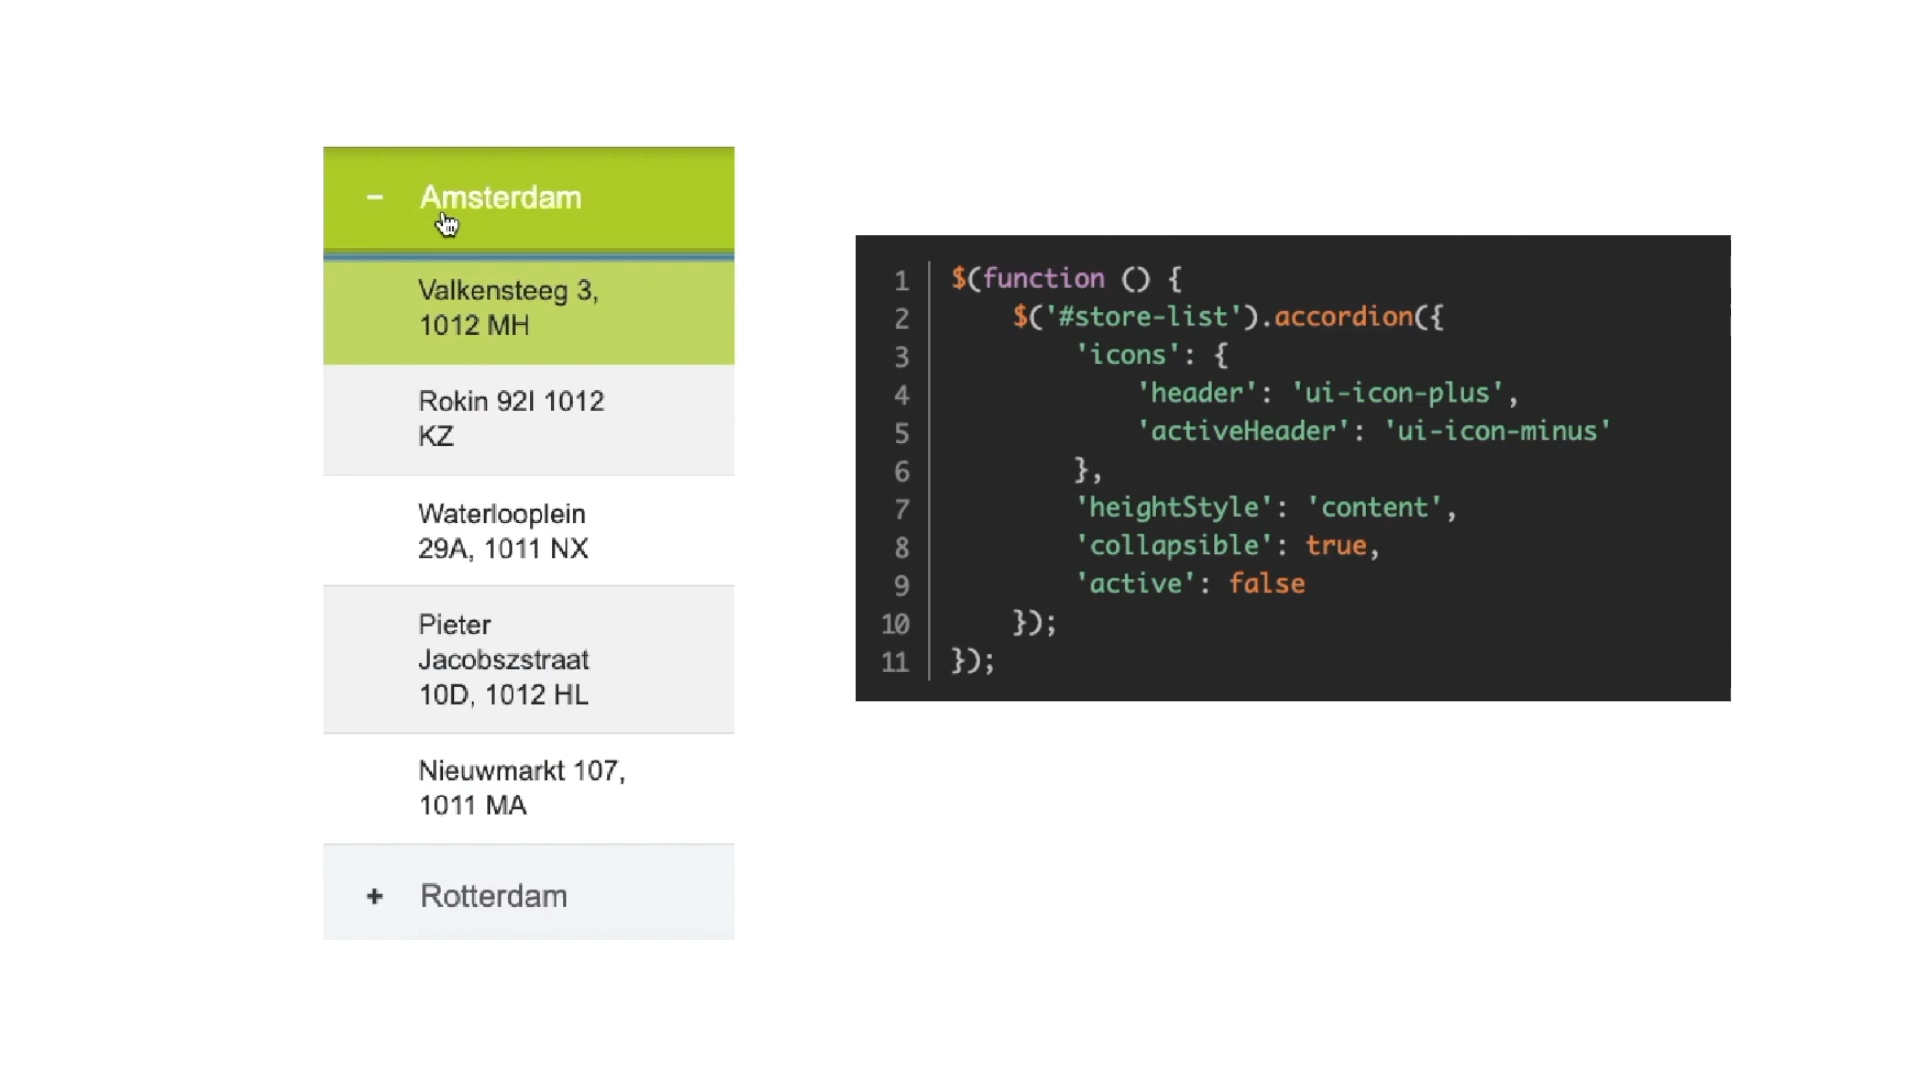 − Amsterdam
Valkensteeg 3,
1012 MH
Rokin 92I 1012
KZ
Waterlooplein
29A, 1011 NX
Pieter
Jacobszstraat
10D, 1012 HL
Nieuwmarkt 107,
1011 MA
+ Rotterdam
1 $(function () {
2     $('#store-list').accordion({
3         'icons': {
4             'header': 'ui-icon-plus',
5             'activeHeader': 'ui-icon-minus'
6         },
7         'heightStyle': 'content',
8         'collapsible': true,
9         'active': false
10     });
11 });